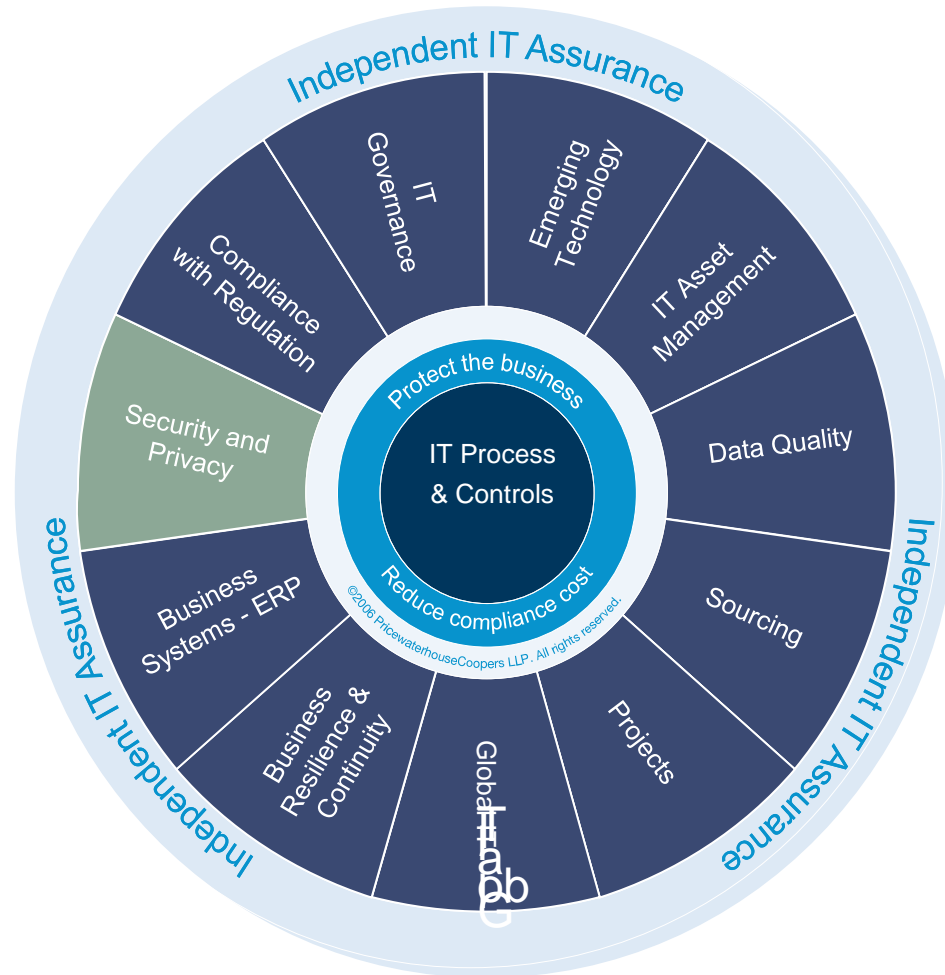 Independent IT Assurance
IT
Governance
Emerging
Technology
Compliance
with Regulation
IT Asset
Management
Security and
Privacy
Data Quality
Protect the business
IT Process
& Controls
Reduce compliance cost
©2006 PricewaterhouseCoopers LLP. All rights reserved.
Business
Systems - ERP
Sourcing
Business
Resilience &
Continuity
Global
Projects
Independent IT Assurance
Independent IT Assurance